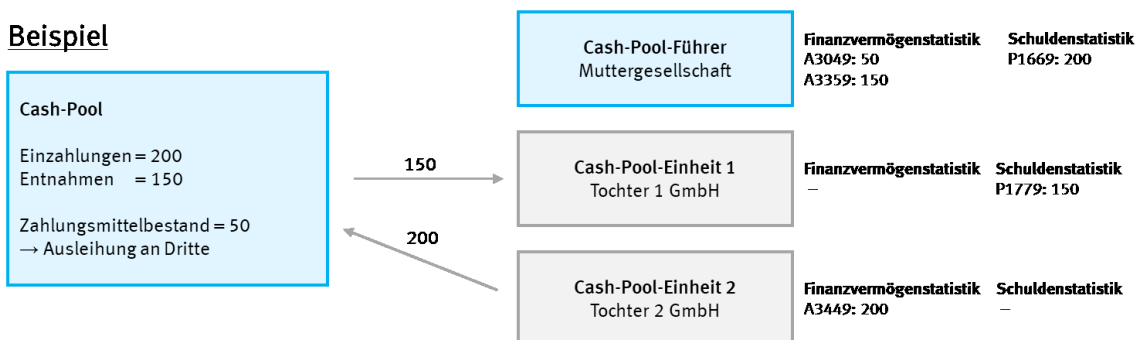 Beispiel
Cash-Pool
Einzahlungen = 200
Entnahmen = 150
Zahlungsmittelbestand = 50
→ Ausleihung an Dritte
150
200
Cash-Pool-Führer
Muttergesellschaft
Finanzvermögenstatistik
A3049: 50
A3359: 150
Schuldenstatistik
P1669: 200
Cash-Pool-Einheit 1
Tochter 1 GmbH
Finanzvermögenstatistik
–
Schuldenstatistik
P1779: 150
Cash-Pool-Einheit 2
Tochter 2 GmbH
Finanzvermögenstatistik
A3449: 200
Schuldenstatistik
–